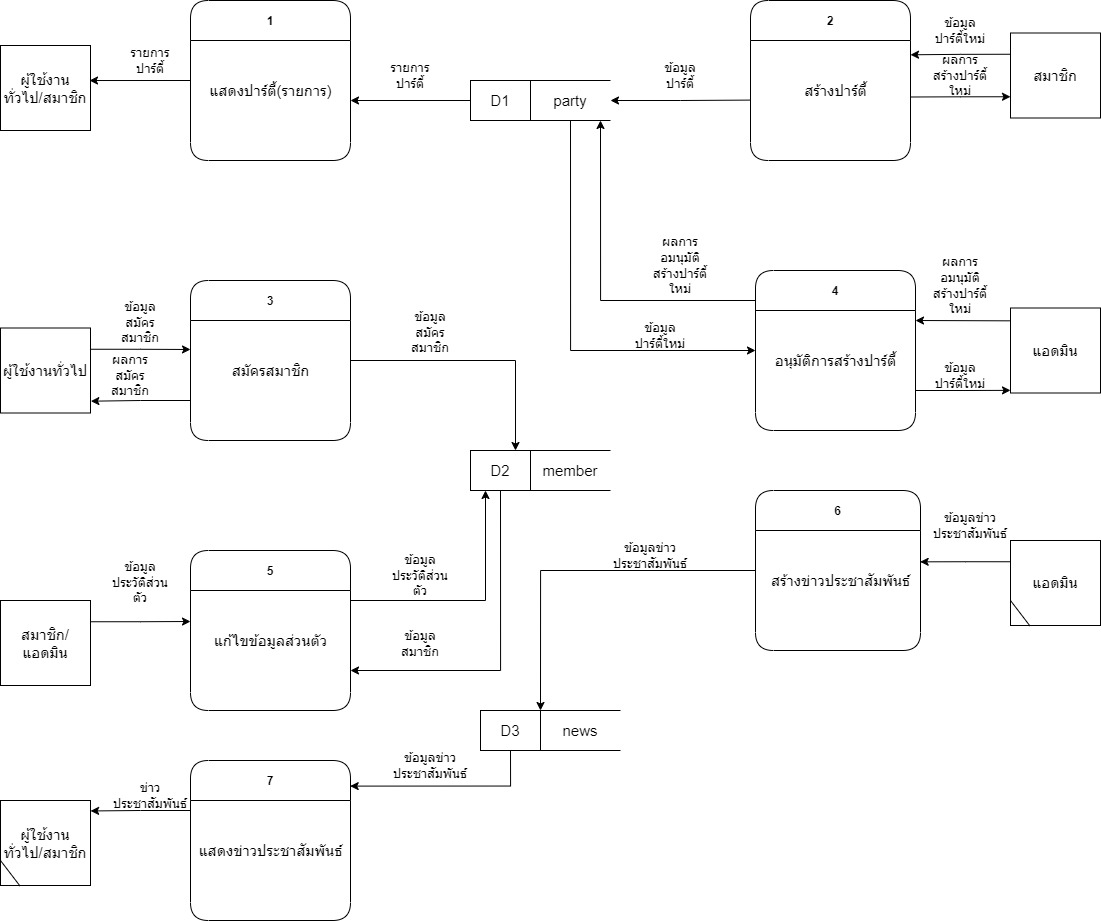 1
แสดงปาร์ตี้(รายการ)
ผู้ใช้งาน
ทั่วไป/สมาชิก
รายการ
ปาร์ตี้
รายการ
ปาร์ตี้
D1
party
ข้อมูล
ปาร์ตี้
2
สร้างปาร์ตี้
ข้อมูล
ปาร์ตี้ใหม่
ผลการ
สร้างปาร์ตี้
ใหม่
สมาชิก
3
สมัครสมาชิก
ผู้ใช้งานทั่วไป
ข้อมูล
สมัคร
สมาชิก
ผลการ
สมัคร
สมาชิก
ข้อมูล
สมัคร
สมาชิก
ผลการ
อมนุมัติ
สร้างปาร์ตี้
ใหม่
ข้อมูล
ปาร์ตี้ใหม่
4
อนุมัติการสร้างปาร์ตี้
ผลการ
อมนุมัติ
สร้างปาร์ตี้
ใหม่
ข้อมูล
ปาร์ตี้ใหม่
แอดมิน
D2
member
5
แก้ไขข้อมูลส่วนตัว
สมาชิก/
แอดมิน
ข้อมูล
ประวัติส่วน
ตัว
ข้อมูล
ประวัติส่วน
ตัว
ข้อมูล
สมาชิก
6
สร้างข่าวประชาสัมพันธ์
ข้อมูลข่าว
ประชาสัมพันธ์
ข้อมูลข่าว
ประชาสัมพันธ์
แอดมิน
D3
news
7
แสดงข่าวประชาสัมพันธ์
ข้อมูลข่าว
ประชาสัมพันธ์
ข่าว
ประชาสัมพันธ์
ผู้ใช้งาน
ทั่วไป/สมาชิก